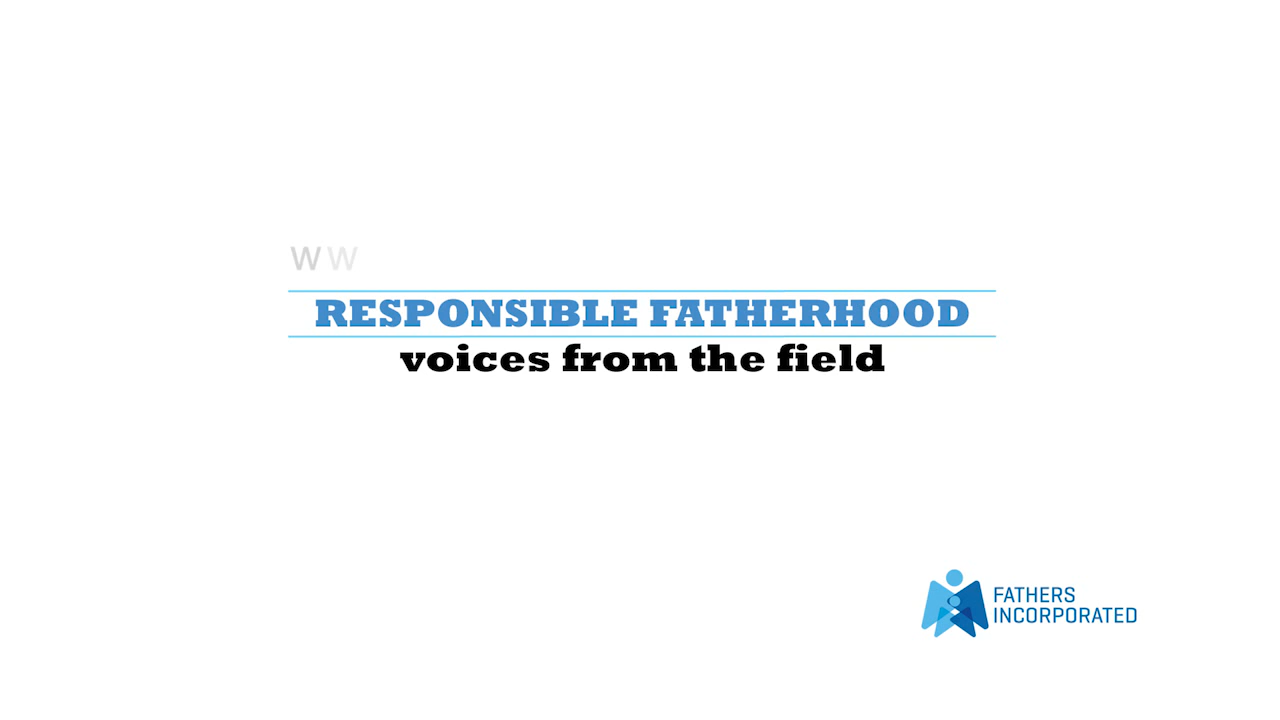 WW
RESPONSIBLE FATHERHOOD
voices from the field
FATHERS
INCORPORATED